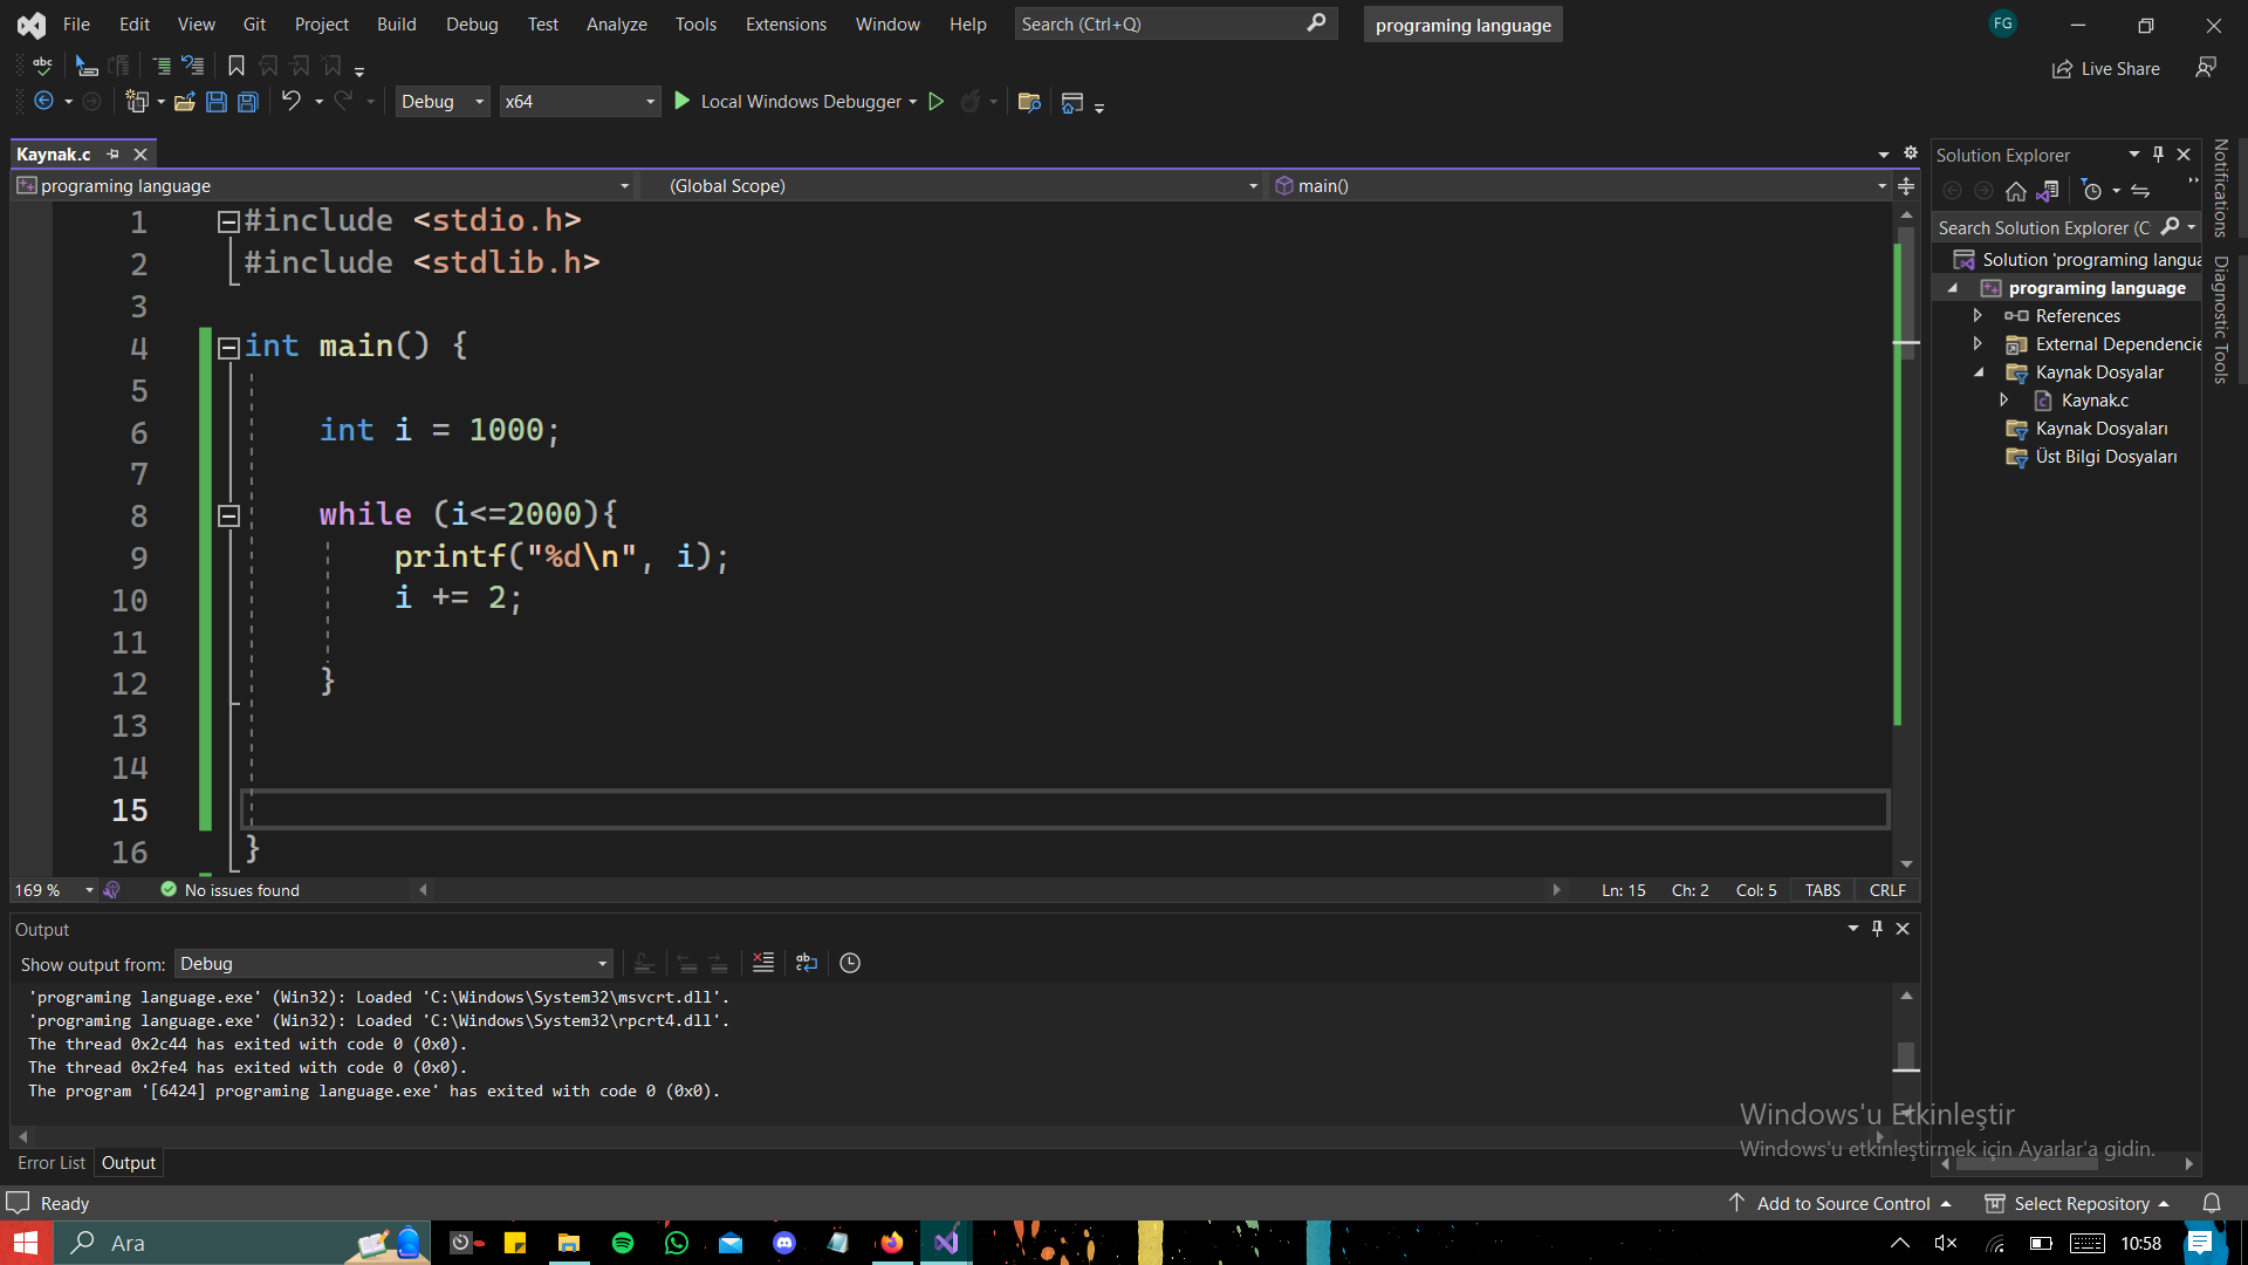 File Edit View Git Project Build Debug Test Analyze Tools Extensions Window Help Search (Ctrl+Q) programing language FG
Live Share
Debug x64 Local Windows Debugger
Kaynak.c
programing language (Global Scope) main()
1 #include <stdio.h>
2 #include <stdlib.h>
3
4 int main() {
5
6 int i = 1000;
7
8 while (i<=2000){
9 printf("%d\n", i);
10 i += 2;
11
12 }
13
14
15
16 }
169 % No issues found Ln: 15 Ch: 2 Col: 5 TABS CRLF
Output
Show output from: Debug
'programing language.exe' (Win32): Loaded 'C:\Windows\System32\msvcrt.dll'.
'programing language.exe' (Win32): Loaded 'C:\Windows\System32\rpcrt4.dll'.
The thread 0x2c44 has exited with code 0 (0x0).
The thread 0x2fe4 has exited with code 0 (0x0).
The program '[6424] programing language.exe' has exited with code 0 (0x0).
Error List Output
Solution Explorer
Search Solution Explorer (C
Solution 'programing langua
programing language
References
External Dependencie
Kaynak Dosyalar
Kaynak.c
Kaynak Dosyaları
Üst Bilgi Dosyaları
Notifications
Diagnostic Tools
Windows'u Etkinleştir
Windows'u etkinleştirmek için Ayarlar'a gidin.
Ready Add to Source Control Select Repository
Ara 10:58